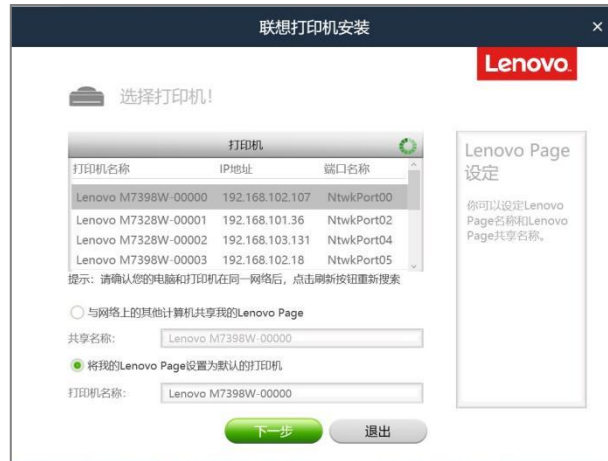 联想打印机安装
Lenovo.
选择打印机!
打印机
打印机名称 IP地址 端口名称
Lenovo M7398W-00000 192.168.102.107 NtwkPort00
Lenovo M7328W-00001 192.168.101.36 NtwkPort02
Lenovo M7328W-00002 192.168.103.131 NtwkPort04
Lenovo M7398W-00003 192.168.102.18 NtwkPort05
提示：请确认您的电脑和打印机在同一网络后，点击刷新按钮重新搜索
与网络上的其他计算机共享我的Lenovo Page
共享名称: Lenovo M7398W-00000
将我的Lenovo Page设置为默认的打印机
打印机名称: Lenovo M7398W-00000
下一步 退出
Lenovo Page
设定
你可以设定Lenovo
Page名称和Lenovo
Page共享名称。